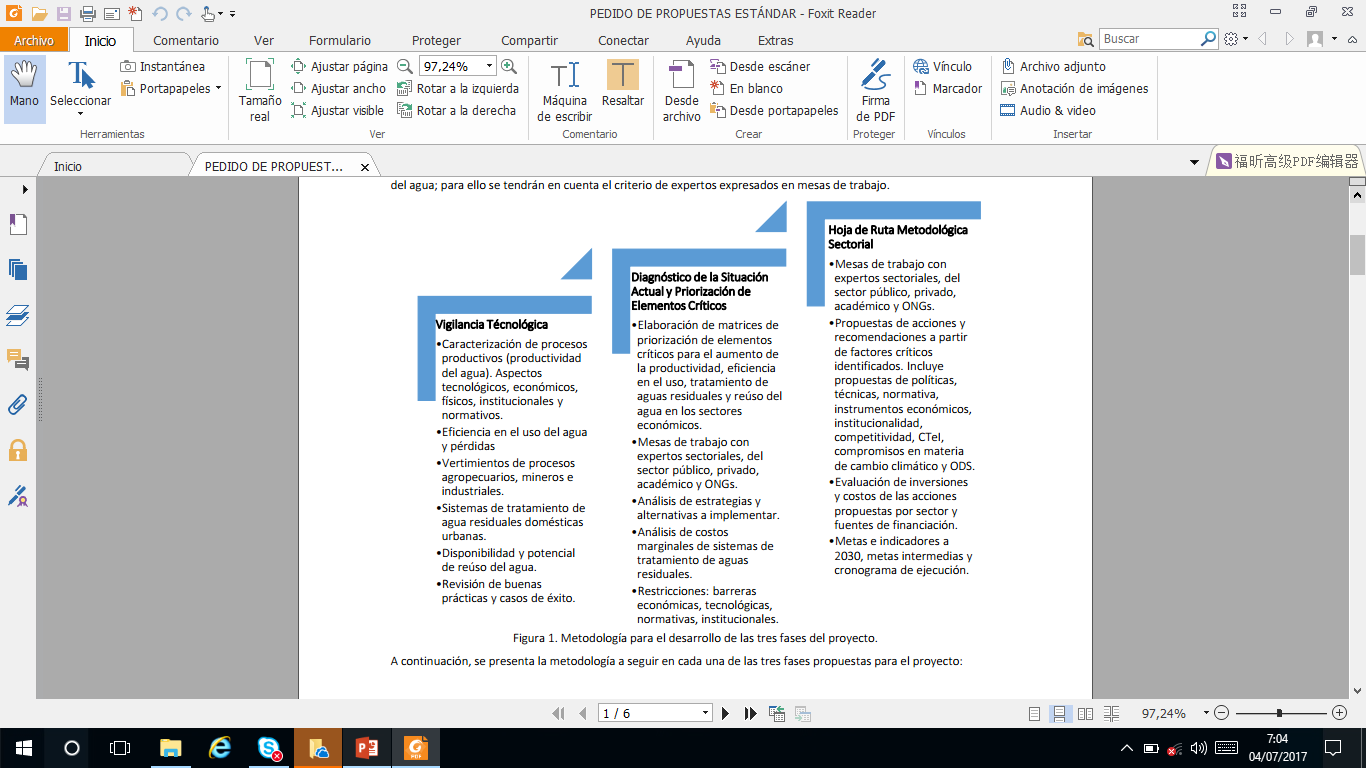 PEDIDO DE PROPUESTAS ESTÁNDAR - Foxit Reader
Archivo
Inicio
Comentario
Ver
Formulario
Proteger
Compartir
Conectar
Ayuda
Extras
Buscar
Mano
Seleccionar
Instantánea
Portapapeles
Herramientas
Tamaño
real
Ajustar página
Ajustar ancho
Ajustar visible
97,24%
Rotar a la izquierda
Rotar a la derecha
Ver
Máquina
de escribir
Resaltar
Comentario
Desde
archivo
Desde escáner
En blanco
Desde portapapeles
Crear
Firma
de PDF
Proteger
Vínculo
Marcador
Vínculos
Archivo adjunto
Anotación de imágenes
Audio & video
Insertar
Inicio
PEDIDO DE PROPUEST...
福昕高级PDF编辑器
del agua; para ello se tendrán en cuenta el criterio de expertos expresados en mesas de trabajo.
Vigilancia Técnológica
•Caracterización de procesos
productivos (productividad
del agua). Aspectos
tecnológicos, económicos,
físicos, institucionales y
normativos.
•Eficiencia en el uso del agua
y pérdidas
•Vertimientos de procesos
agropecuarios, mineros e
industriales.
•Sistemas de tratamiento de
agua residuales domésticas
urbanas.
•Disponibilidad y potencial
de reúso del agua.
•Revisión de buenas
prácticas y casos de éxito.
Diagnóstico de la Situación
Actual y Priorización de
Elementos Críticos
•Elaboración de matrices de
priorización de elementos
críticos para el aumento de
la productividad, eficiencia
en el uso, tratamiento de
aguas residuales y reúso del
agua en los sectores
económicos.
•Mesas de trabajo con
expertos sectoriales, del
sector público, privado,
académico y ONGs.
•Análisis de estrategias y
alternativas a implementar.
•Análisis de costos
marginales de sistemas de
tratamiento de aguas
residuales.
•Restricciones: barreras
económicas, tecnológicas,
normativas, institucionales.
Hoja de Ruta Metodológica
Sectorial
•Mesas de trabajo con
expertos sectoriales, del
sector público, privado,
académico y ONGs.
•Propuestas de acciones y
recomendaciones a partir
de factores críticos
identificados. Incluye
propuestas de políticas,
técnicas, normativa,
instrumentos económicos,
institucionalidad,
competitividad, CTeI,
compromisos en materia
de cambio climático y ODS.
•Evaluación de inversiones
y costos de las acciones
propuestas por sector y
fuentes de financiación.
•Metas e indicadores a
2030, metas intermedias y
cronograma de ejecución.
Figura 1. Metodología para el desarrollo de las tres fases del proyecto.
A continuación, se presenta la metodología a seguir en cada una de las tres fases propuestas para el proyecto:
1 / 6
97,24%
7:04
04/07/2017